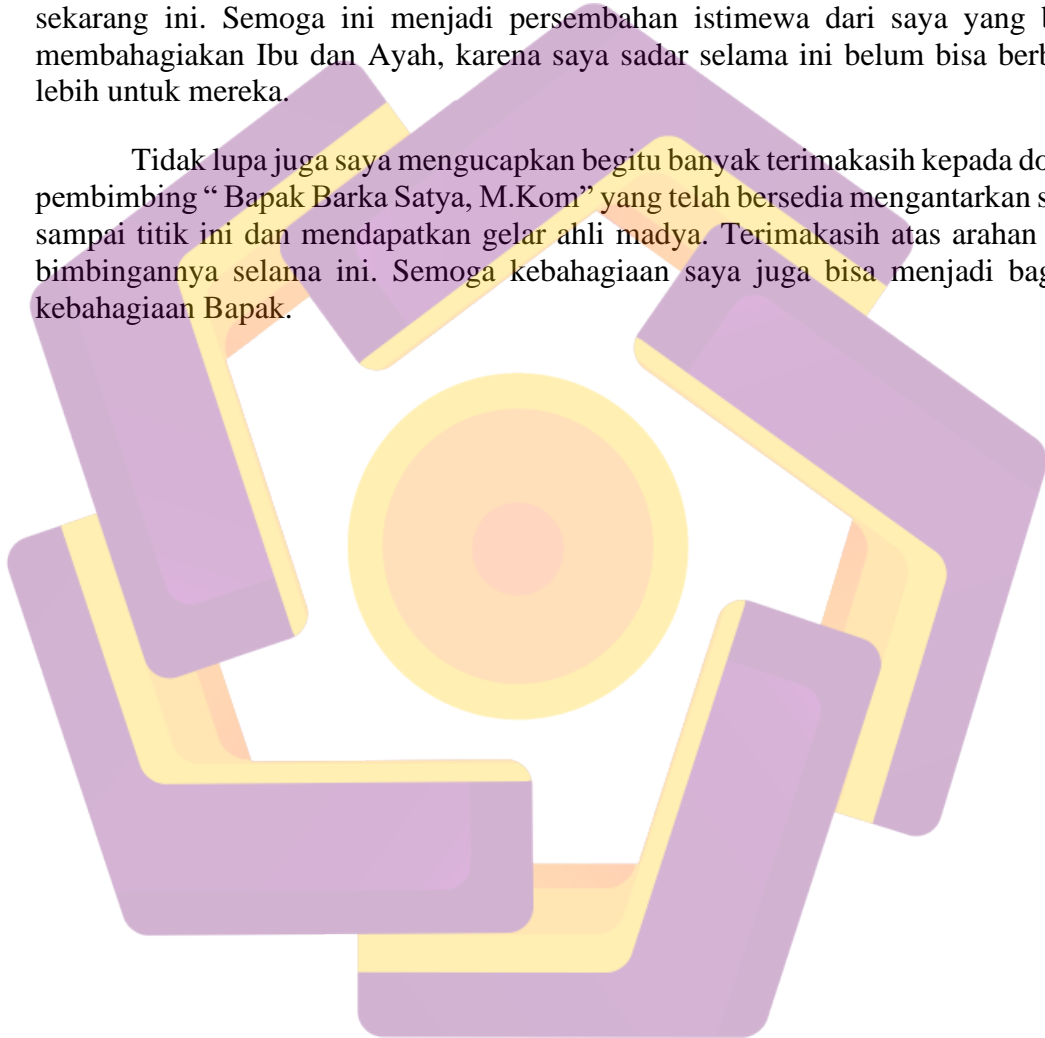 sekarang ini. Semoga ini menjadi persembahan istimewa dari saya yang
membahagiakan Ibu dan Ayah, karena saya sadar selama ini belum bisa
lebih untuk mereka.
Tidak lupa juga saya mengucapkan begitu banyak terimakasih kepada
pembimbing “ Bapak Barka Satya, M.Kom” yang telah bersedia mengantarkan
sampai titik ini dan mendapatkan gelar ahli madya. Terimakasih atas arahan
bimbingannya selama ini. Semoga kebahagiaan saya juga bisa menjadi
kebahagiaan Bapak.